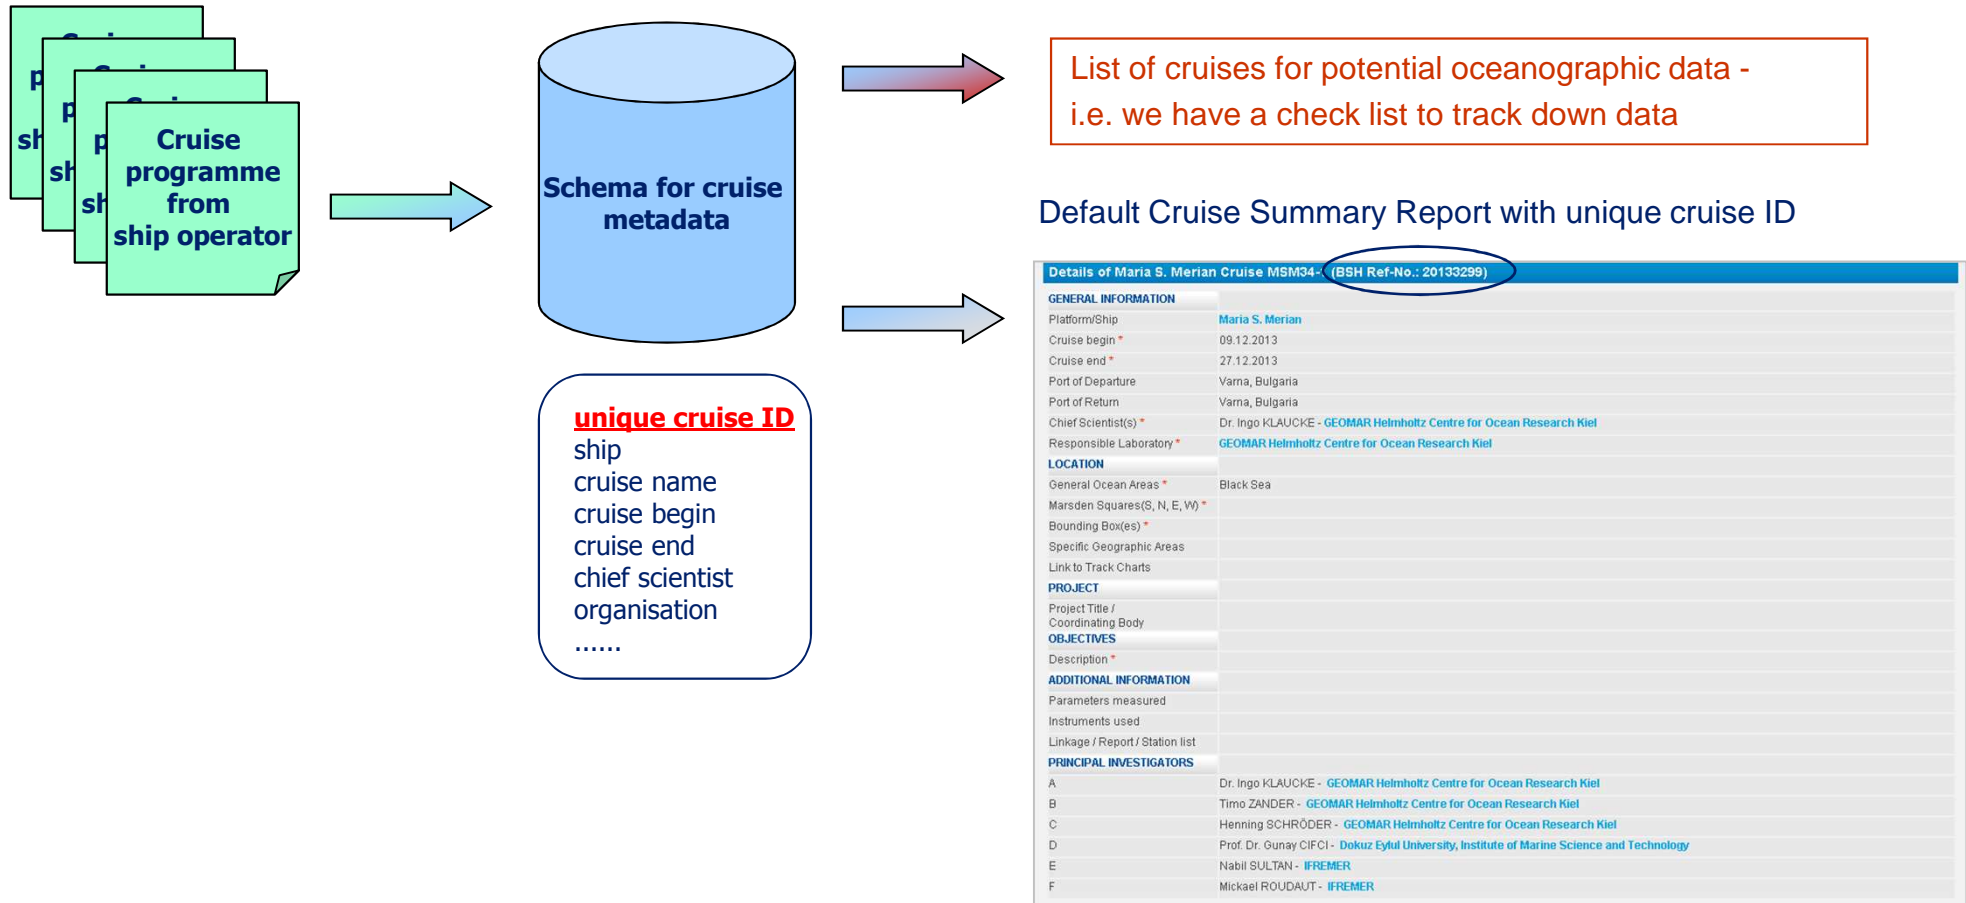 Cruise
programme
from
ship operator
Schema for cruise
metadata
unique cruise ID
ship
cruise name
cruise begin
cruise end
chief scientist
organisation
......
List of cruises for potential oceanographic data -
i.e. we have a check list to track down data
Default Cruise Summary Report with unique cruise ID
Details of Maria S. Merian Cruise MSM34- (BSH Ref-No.: 20133299)
GENERAL INFORMATION
Platform/Ship Maria S. Merian
Cruise begin * 09.12.2013
Cruise end * 27.12.2013
Port of Departure Varna, Bulgaria
Port of Return Varna, Bulgaria
Chief Scientist(s) * Dr. Ingo KLAUCKE - GEOMAR Helmholtz Centre for Ocean Research Kiel
Responsible Laboratory * GEOMAR Helmholtz Centre for Ocean Research Kiel
LOCATION
General Ocean Areas * Black Sea
Marsden Squares(S, N, E, W) *
Bounding Box(es) *
Specific Geographic Areas
Link to Track Charts
PROJECT
Project Title /
Coordinating Body
OBJECTIVES
Description *
ADDITIONAL INFORMATION
Parameters measured
Instruments used
Linkage / Report / Station list
PRINCIPAL INVESTIGATORS
A Dr. Ingo KLAUCKE - GEOMAR Helmholtz Centre for Ocean Research Kiel
B Timo ZANDER - GEOMAR Helmholtz Centre for Ocean Research Kiel
C Henning SCHRÖDER - GEOMAR Helmholtz Centre for Ocean Research Kiel
D Prof. Dr. Gunay CIFCI - Dokuz Eylul University, Institute of Marine Science and Technology
E Nabil SULTAN - IFREMER
F Mickael ROUDAUT - IFREMER